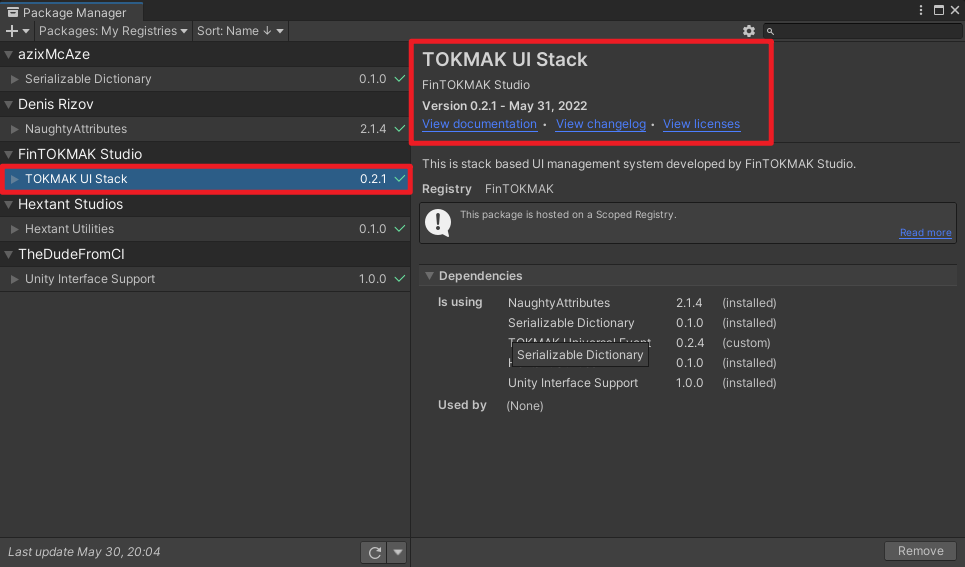 Package Manager
Packages: My Registries Sort: Name
azixMcAze
Serializable Dictionary 0.1.0
Denis Rizov
NaughtyAttributes 2.1.4
FinTOKMAK Studio
TOKMAK UI Stack 0.2.1
Hextant Studios
Hextant Utilities 0.1.0
TheDudeFromCI
Unity Interface Support 1.0.0
Last update May 30, 20:04
TOKMAK UI Stack
FinTOKMAK Studio
Version 0.2.1 - May 31, 2022
View documentation • View changelog • View licenses
This is stack based UI management system developed by FinTOKMAK Studio.
Registry FinTOKMAK
This package is hosted on a Scoped Registry.
Read more
Dependencies
Is using NaughtyAttributes 2.1.4 (installed)
Serializable Dictionary 0.1.0 (installed)
TOKMAK Universal Event 0.2.4 (custom)
Serializable Dictionary
0.1.0 (installed)
Unity Interface Support 1.0.0 (installed)
Used by (None)
Remove